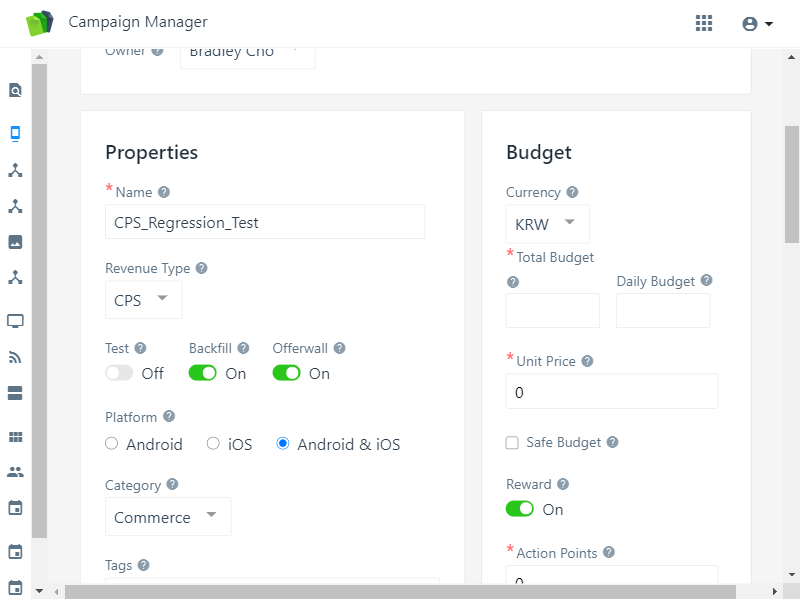 Campaign Manager
Owner
Bradley Cho
Properties
* Name
CPS_Regression_Test
Revenue Type
CPS
Test
Backfill
Offerwall
Off
On
On
Platform
Android
iOS
Android & iOS
Category
Commerce
Tags
Budget
Currency
KRW
* Total Budget
Daily Budget
* Unit Price
0
Safe Budget
Reward
On
* Action Points
0